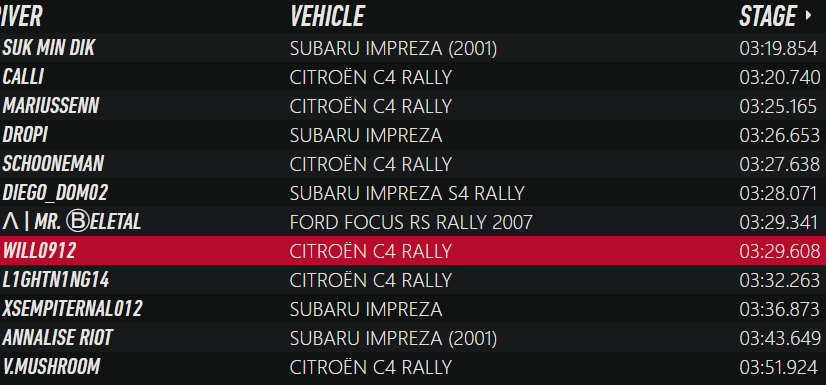 IVER VEHICLE STAGE
SUK MIN DIK SUBARU IMPREZA (2001) 03:19.854
CALLI CITROËN C4 RALLY 03:20.740
MARIUSSENN CITROËN C4 RALLY 03:25.165
DROPI SUBARU IMPREZA 03:26.653
SCHOONEMAN CITROËN C4 RALLY 03:27.638
DIEGO_DOM02 SUBARU IMPREZA S4 RALLY 03:28.071
Λ | MR. ⒷELETAL FORD FOCUS RS RALLY 2007 03:29.341
WILL0912 CITROËN C4 RALLY 03:29.608
L1GHTN1NG14 CITROËN C4 RALLY 03:32.263
XSEMPITERNAL012 SUBARU IMPREZA 03:36.873
ANNALISE RIOT SUBARU IMPREZA (2001) 03:43.649
V.MUSHROOM CITROËN C4 RALLY 03:51.924